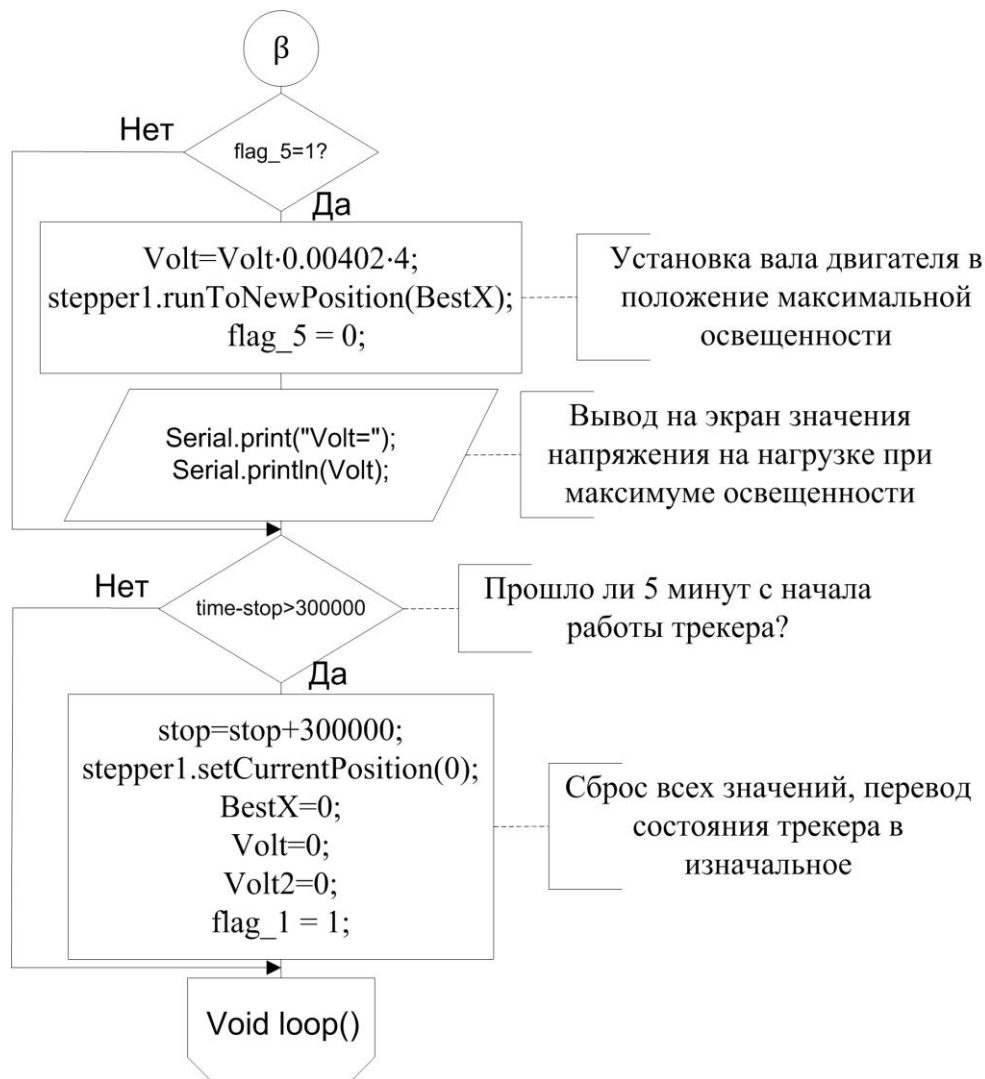 β
Нет
flag_5=1?
Да
Volt=Volt·0.00402·4;
stepper1.runToNewPosition(BestX);
flag_5 = 0;
Установка вала двигателя в
положение максимальной
освещенности
Serial.print("Volt=");
Serial.println(Volt);
Вывод на экран значения
напряжения на нагрузке при
максимуме освещенности
Нет
time-stop>300000
Да
Прошло ли 5 минут с начала
работы трекера?
stop=stop+300000;
stepper1.setCurrentPosition(0);
BestX=0;
Volt=0;
Volt2=0;
flag_1 = 1;
Сброс всех значений, перевод
состояния трекера в
изначальное
Void loop()